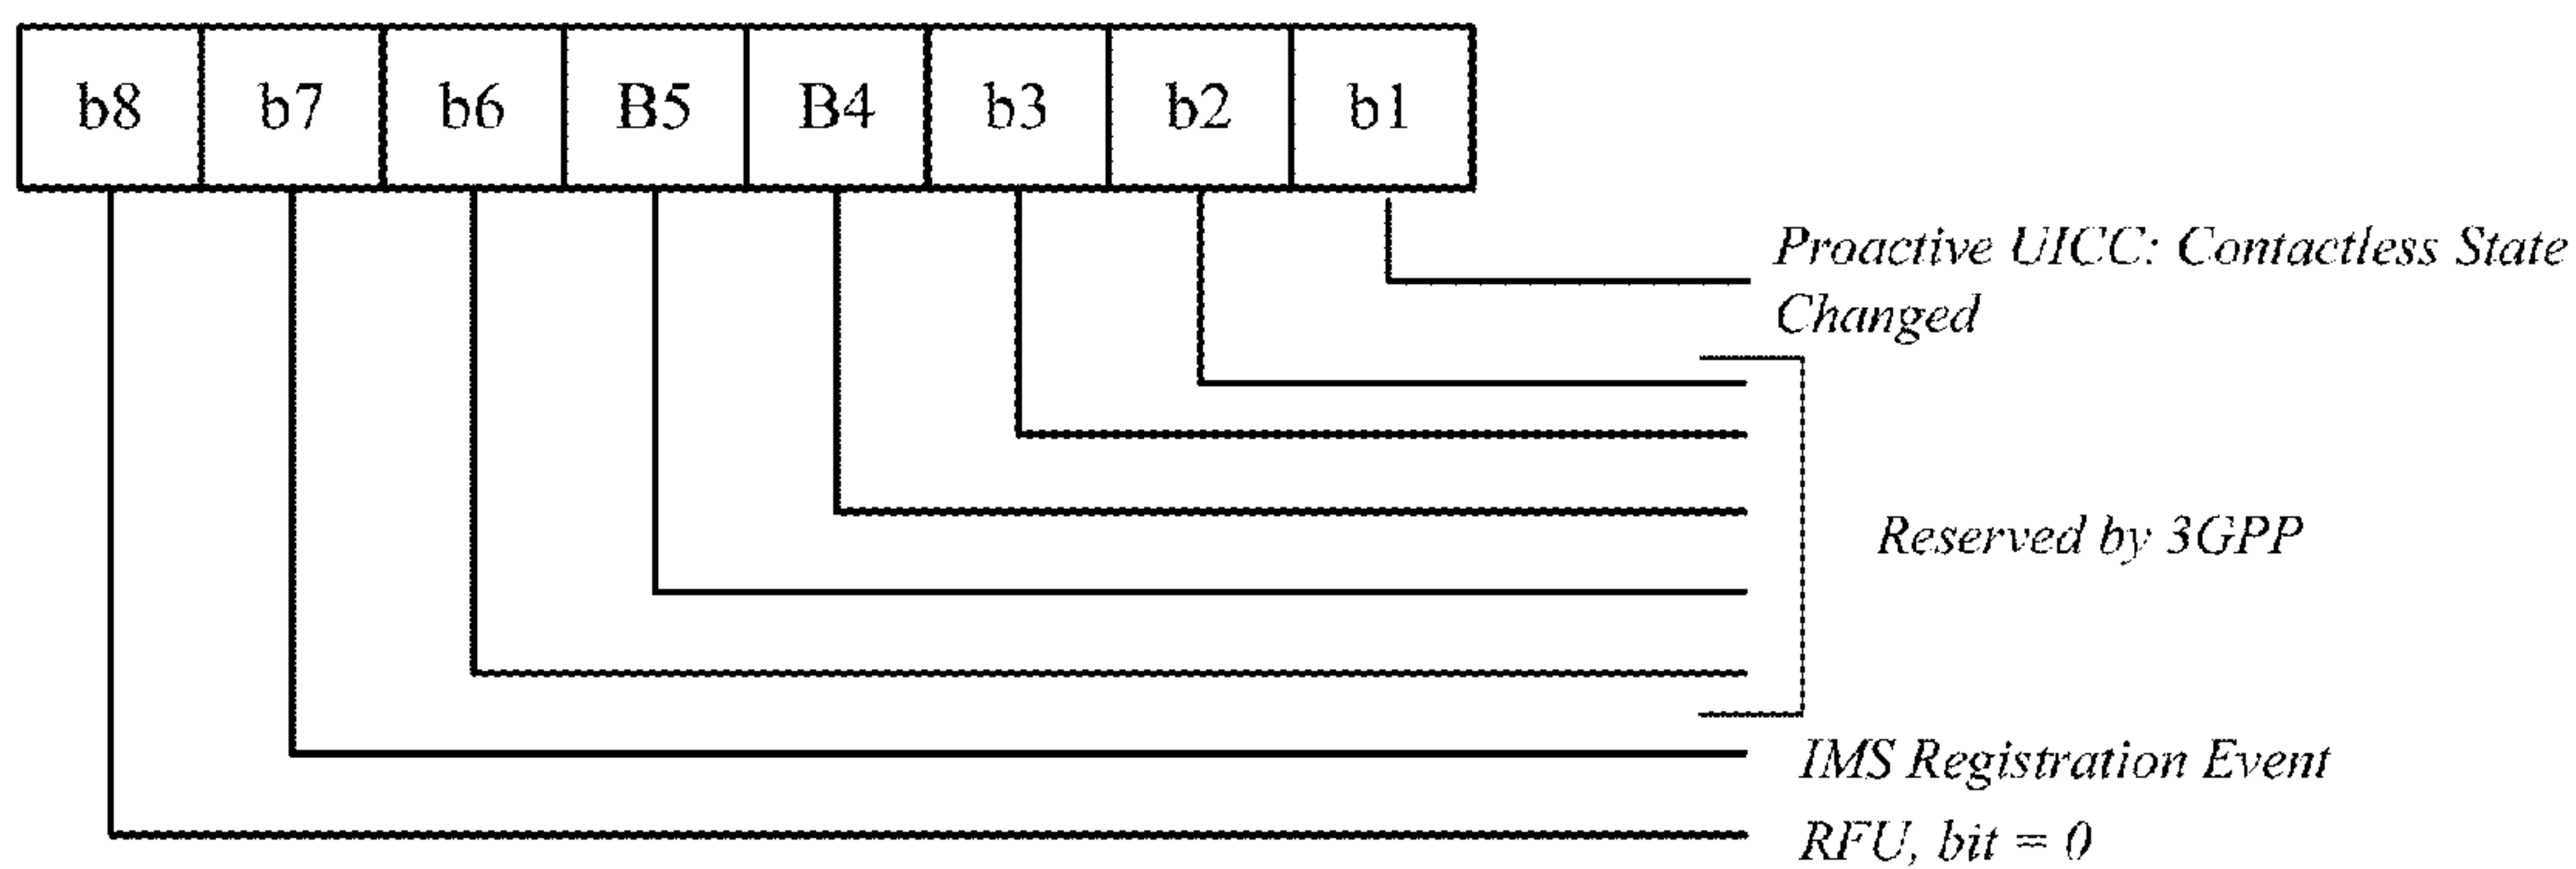 b8 b7 b6 B5 B4 b3 b2 b1
Proactive UICC: Contactless State
Changed
Reserved by 3GPP
IMS Registration Event
RFU, bit = 0